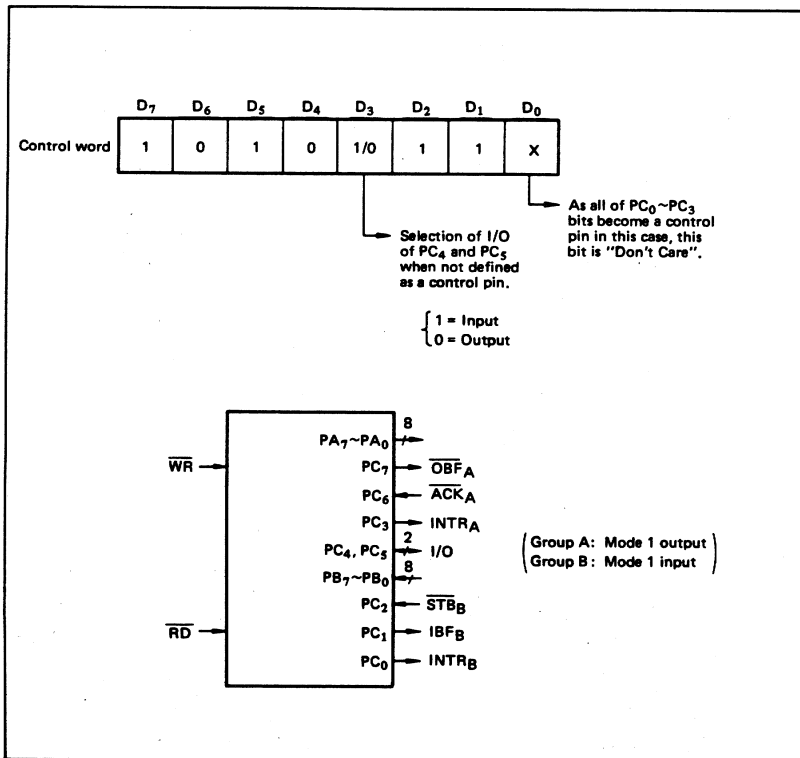 D7 D6 D5 D4 D3 D2 D1 D0
Control word 1 0 1 0 1/0 1 1 X
Selection of I/O
of PC4 and PC5
when not defined
as a control pin.
{ 1 = Input
0 = Output
As all of PC0~PC3
bits become a control
pin in this case, this
bit is "Don't Care".
8
PA7~PA0
WR
PC7 OBFA
PC6 ACKA
PC3 INTRA
2
PC4, PC5 I/O
8
PB7~PB0
PC2 STBB
RD
PC1 IBFB
PC0 INTRB
(Group A: Mode 1 output
Group B: Mode 1 input)